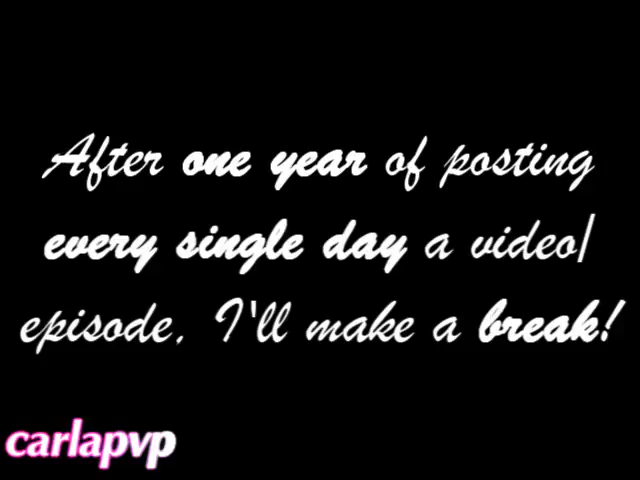 After one year of posting
every single day a video/
episode, I'll make a break!
carlapvp